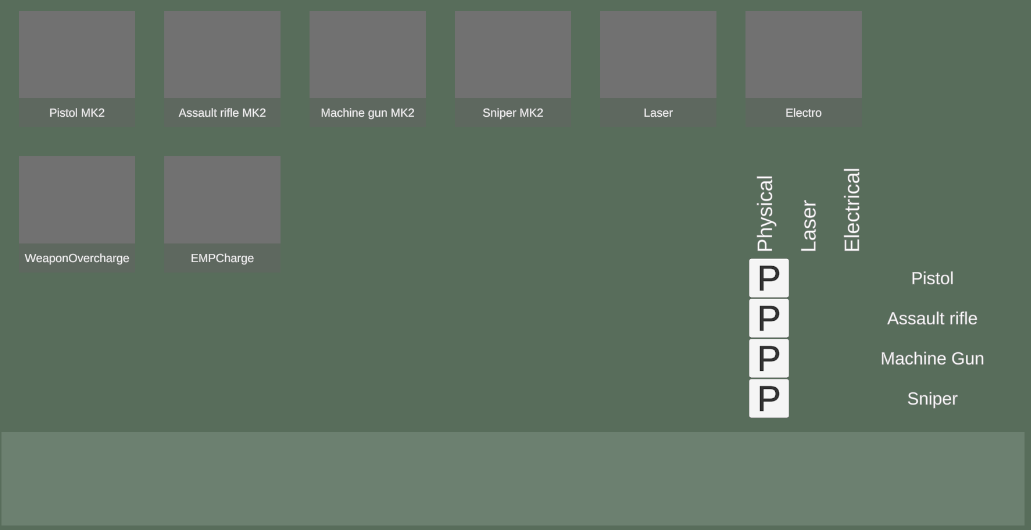 Pistol MK2
Assault rifle MK2
Machine gun MK2
Sniper MK2
Laser
Electro
WeaponOvercharge
EMPCharge
Physical
Laser
Electrical
P Pistol
P Assault rifle
P Machine Gun
P Sniper